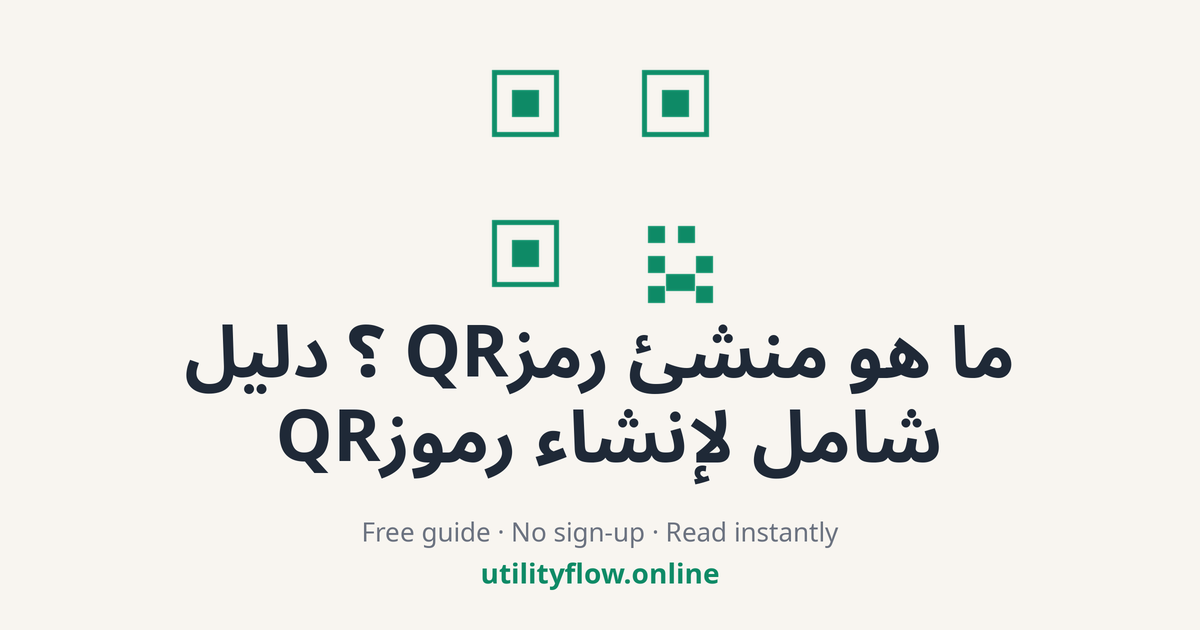 ما هو منشئ رمزQR ؟ دليل
شامل لإنشاء رموزQR
Free guide · No sign-up · Read instantly
utilityflow.online